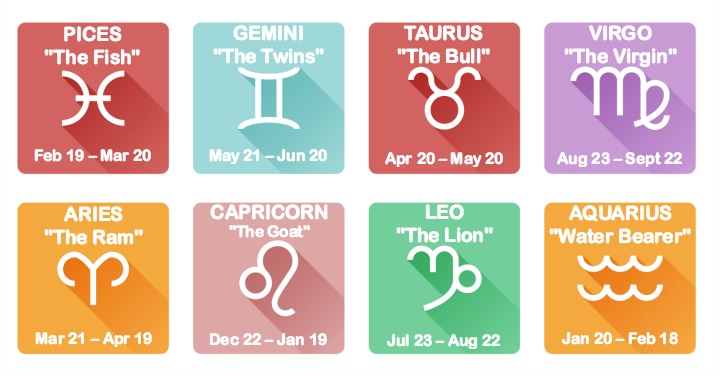 PICES
"The Fish"
Feb 19 – Mar 20
GEMINI
"The Twins"
May 21 – Jun 20
TAURUS
"The Bull"
Apr 20 – May 20
VIRGO
"The Virgin"
Aug 23 – Sept 22
ARIES
"The Ram"
Mar 21 – Apr 19
CAPRICORN
"The Goat"
Dec 22 – Jan 19
LEO
"The Lion"
Jul 23 – Aug 22
AQUARIUS
"Water Bearer"
Jan 20 – Feb 18